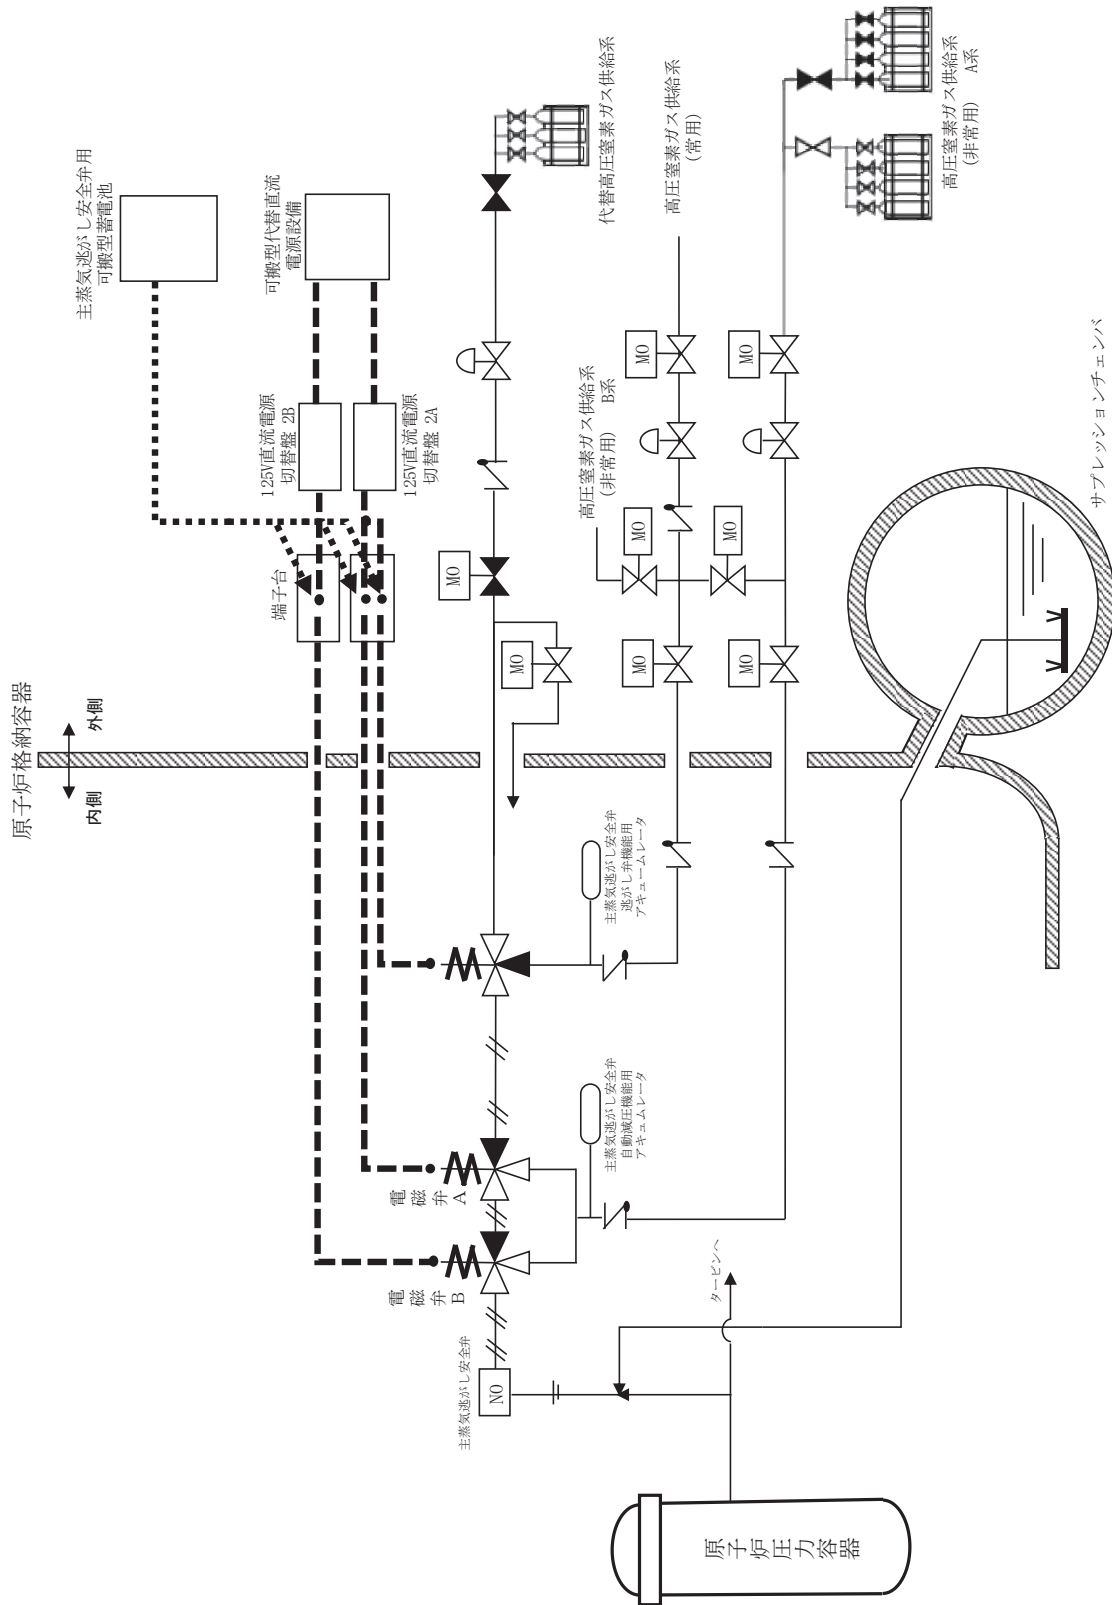 原子炉格納容器
外側
内側
主蒸気逃がし安全弁用
可搬型蓄電池
可搬型代替直流
電源設備
125V直流電源
切替盤 2B
125V直流電源
切替盤 2A
端子台
代替高圧窒素ガス供給系
高圧窒素ガス供給系
(常用)
高圧窒素ガス供給系
(非常用)
A系
高圧窒素ガス供給系
(非常用) B系
MO
MO
MO
MO
MO
MO
MO
MO
サプレッションチェンバ
主蒸気逃がし安全弁
逃がし弁機能用
アキュームレータ
主蒸気逃がし安全弁
自動減圧機能用
アキュムレータ
電磁弁A
電磁弁B
主蒸気逃がし安全弁
NO
タービンへ
原子炉圧力容器